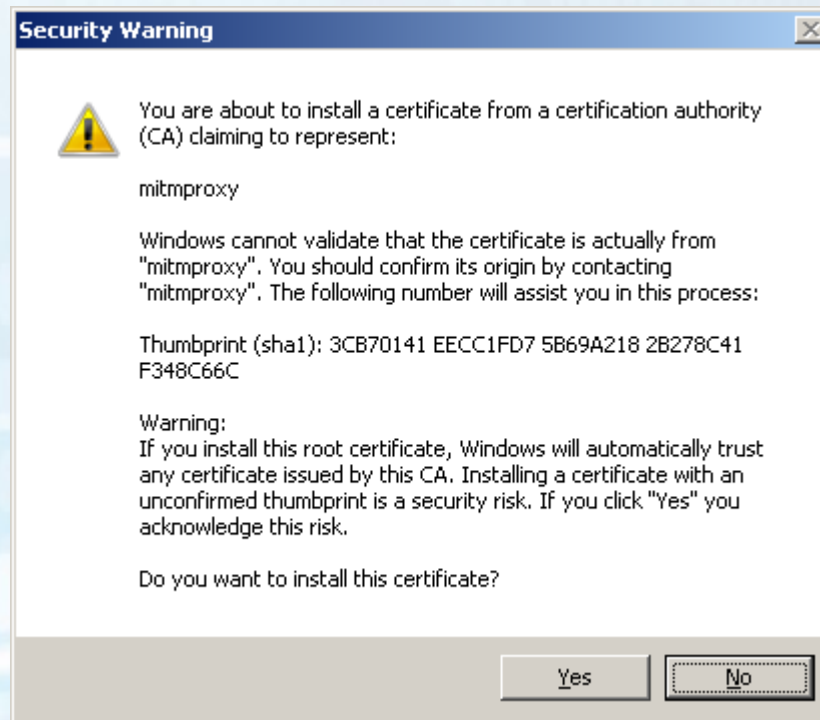 Security Warning
You are about to install a certificate from a certification authority
(CA) claiming to represent:
mitmproxy
Windows cannot validate that the certificate is actually from
"mitmproxy". You should confirm its origin by contacting
"mitmproxy". The following number will assist you in this process:
Thumbprint (sha1): 3CB70141 EECC1FD7 5B69A218 2B278C41
F348C66C
Warning:
If you install this root certificate, Windows will automatically trust
any certificate issued by this CA. Installing a certificate with an
unconfirmed thumbprint is a security risk. If you click "Yes" you
acknowledge this risk.
Do you want to install this certificate?
Yes
No